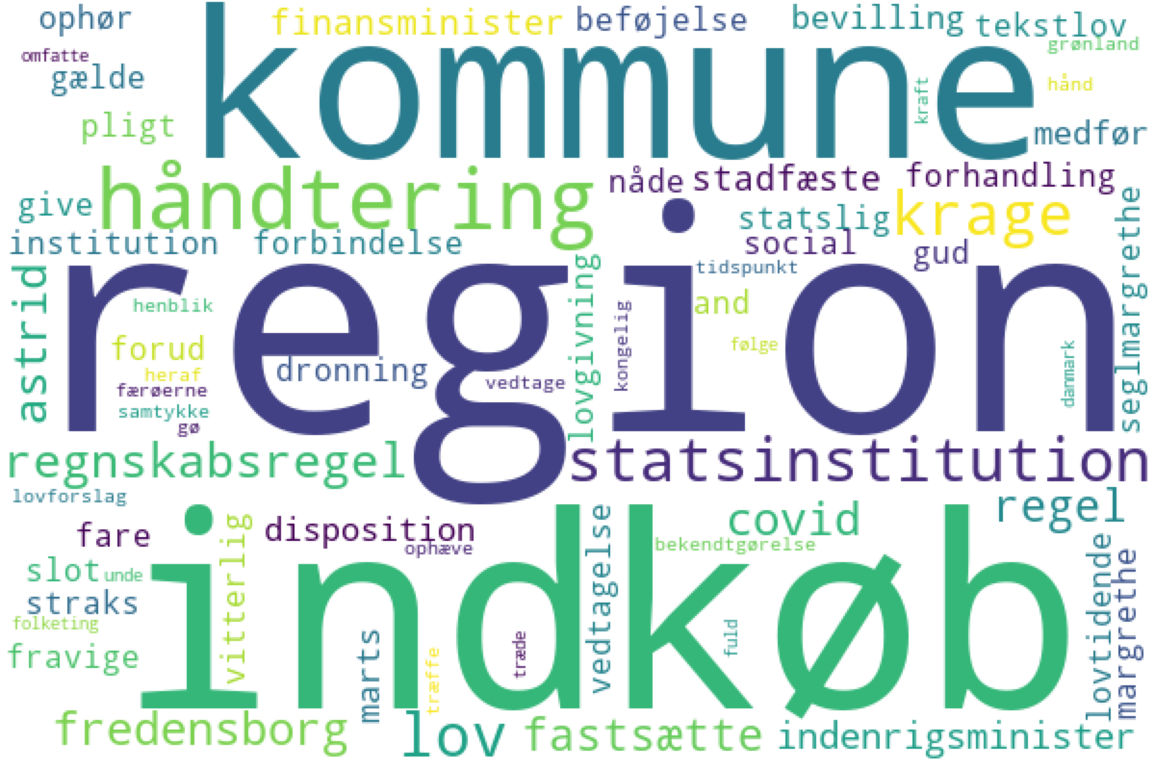 ophør
finansminister
beføjelse
bevilling
tekstlov
omfatte
gælde
kommune
kraft
grønland
hånd
pligt
medfør
håndtering
nåde
stadfæste
forhandling
give
statslig
krage
seglmargrethe
institution
forbindelse
social
gud
astrid
region
tidspunkt
henblik
lovgivning
kongelig
and
forud
dronning
følge
danmark
heraf
færøerne
vedtage
samtykke
gø
regnskabsregel
statsinstitution
lovforslag
regel
fare
vitterlig
disposition
ophæve
vedtagelse
covid
bekendtgørelse
slot
unde
indkøb
lovtidende
margrethe
straks
folketing
fravige
marts
træffe
træde
fuld
fredensborg
lov
fastsætte
indenrigsminister